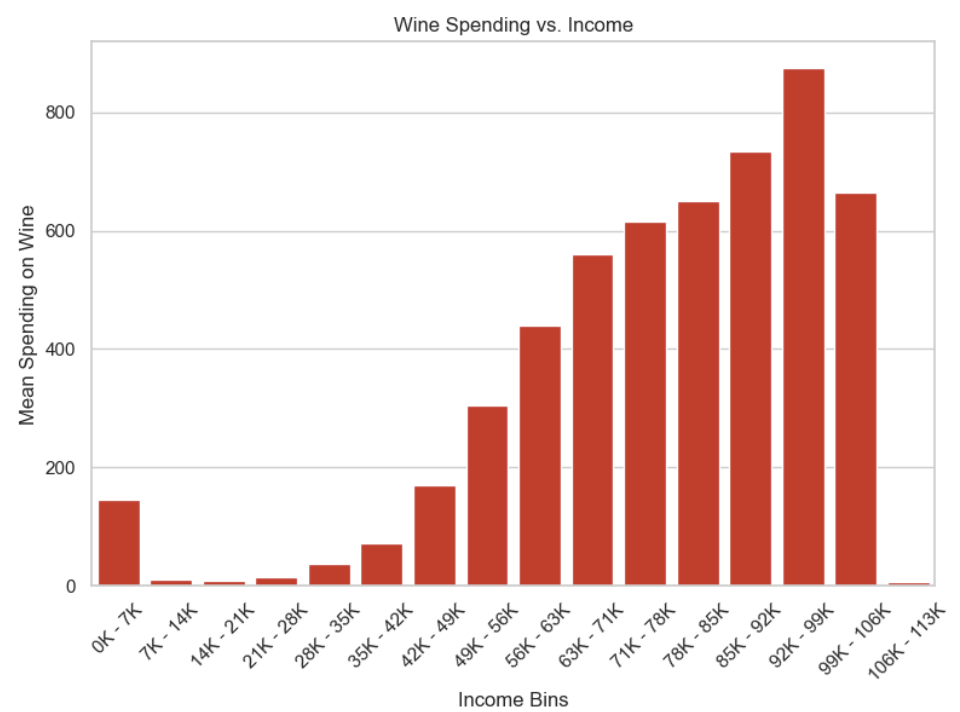 Wine Spending vs. Income
Mean Spending on Wine
800
600
400
200
0
0K - 7K
7K - 14K
14K - 21K
21K - 28K
28K - 35K
35K - 42K
42K - 49K
49K - 56K
56K - 63K
63K - 71K
71K - 78K
78K - 85K
85K - 92K
92K - 99K
99K - 106K
106K - 113K
Income Bins